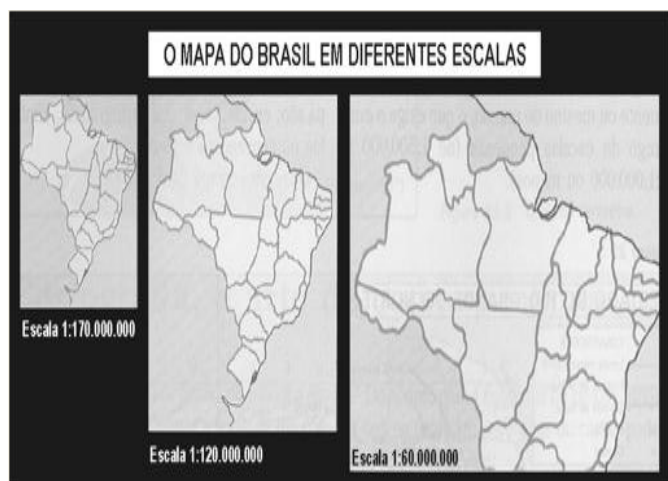 O MAPA DO BRASIL EM DIFERENTES ESCALAS
Escala 1:170.000.000
Escala 1:120.000.000
Escala 1:60.000.000